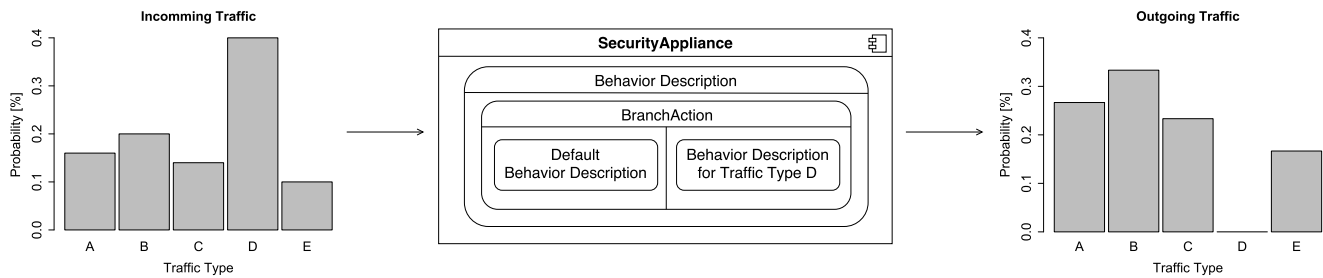 Incomming Traffic
Probability [%]
0.4
0.3
0.2
0.1
0.0
A B C D E
Traffic Type
SecurityAppliance
Behavior Description
BranchAction
Default
Behavior Description
Behavior Description
for Traffic Type D
Outgoing Traffic
Probability [%]
0.4
0.3
0.2
0.1
0.0
A B C D E
Traffic Type